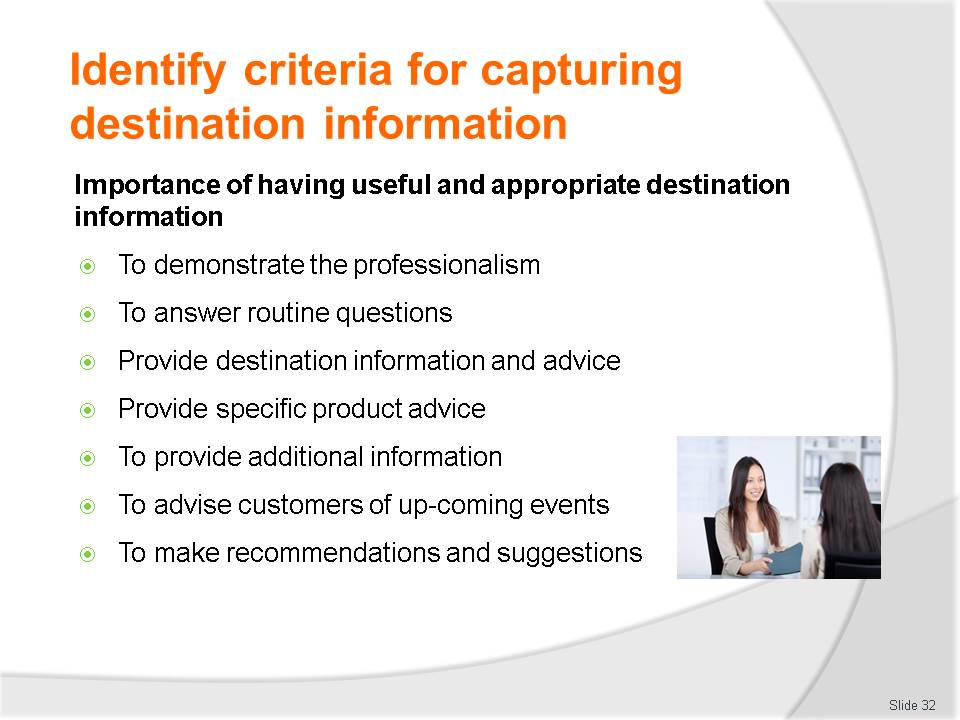 Identify criteria for capturing
destination information
Importance of having useful and appropriate destination
information
To demonstrate the professionalism
To answer routine questions
Provide destination information and advice
Provide specific product advice
To provide additional information
To advise customers of up-coming events
To make recommendations and suggestions
Slide 32